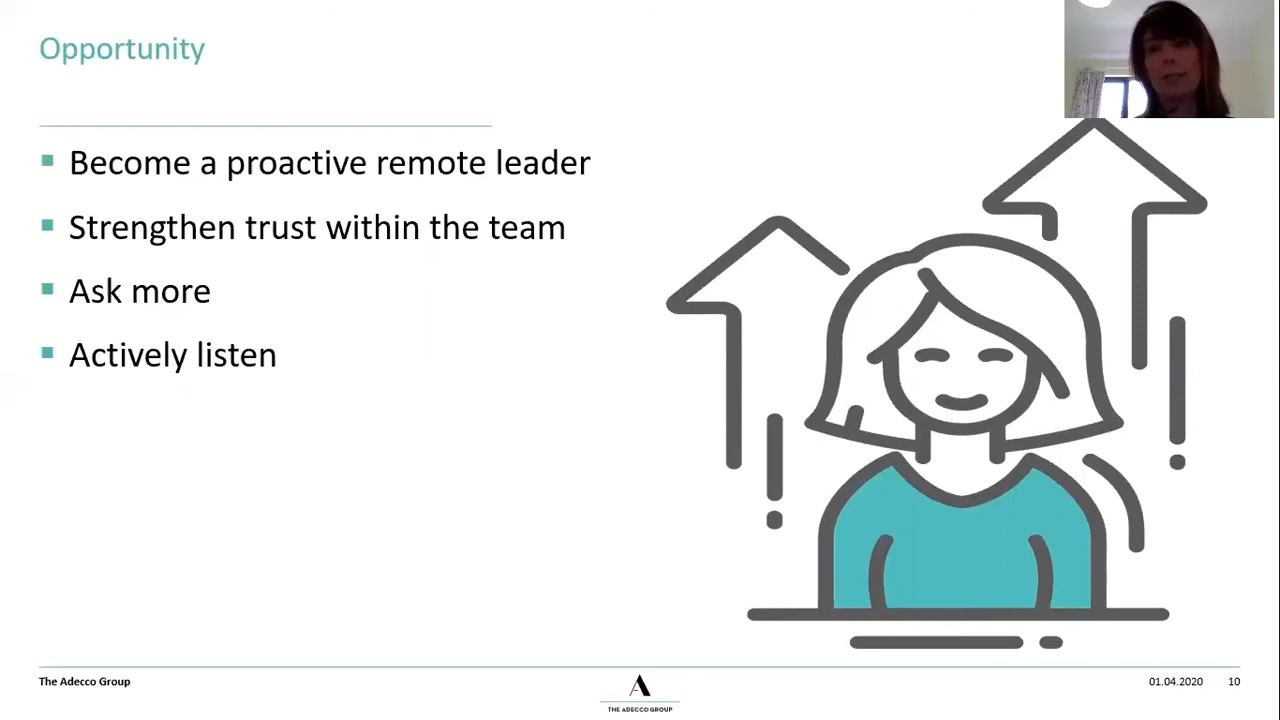 Opportunity
Become a proactive remote leader
Strengthen trust within the team
Ask more
Actively listen
The Adecco Group
THE ADECCO GROUP
01.04.2020 10